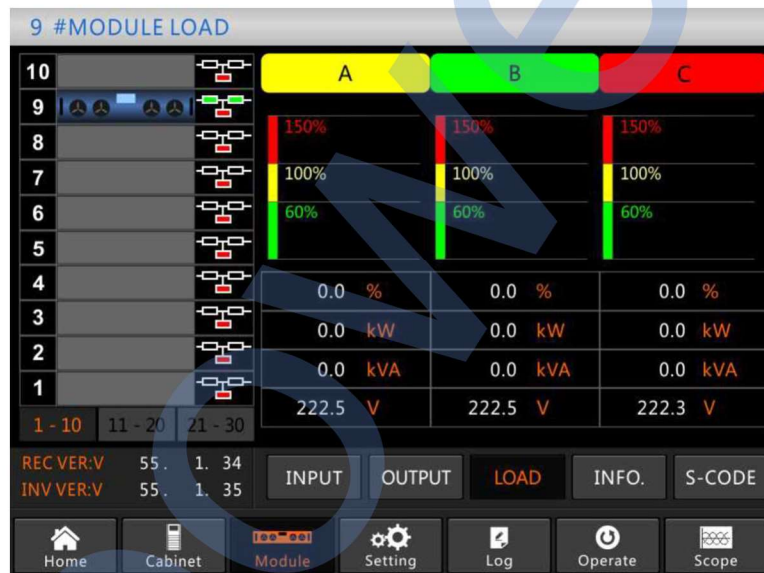 9 #MODULE LOAD
10
9
8
7
6
5
4
3
2
1
1 - 10 11 - 20 21 - 30
A B C
150% 150% 150%
100% 100% 100%
60% 60% 60%
0.0 % 0.0 % 0.0 %
0.0 kW 0.0 kW 0.0 kW
0.0 kVA 0.0 kVA 0.0 kVA
222.5 V 222.5 V 222.3 V
REC VER:V 55. 1. 34
INV VER:V 55. 1. 35
INPUT OUTPUT LOAD INFO. S-CODE
Home Cabinet Module Setting Log Operate Scope